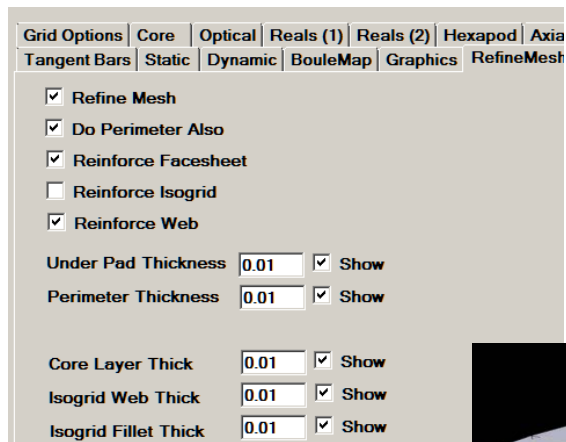 Grid Options Core Optical Reals (1) Reals (2) Hexapod Axia
Tangent Bars Static Dynamic BouleMap Graphics RefineMesh
Refine Mesh
Do Perimeter Also
Reinforce Facesheet
Reinforce Isogrid
Reinforce Web
Under Pad Thickness 0.01 Show
Perimeter Thickness 0.01 Show
Core Layer Thick 0.01 Show
Isogrid Web Thick 0.01 Show
Isogrid Fillet Thick 0.01 Show